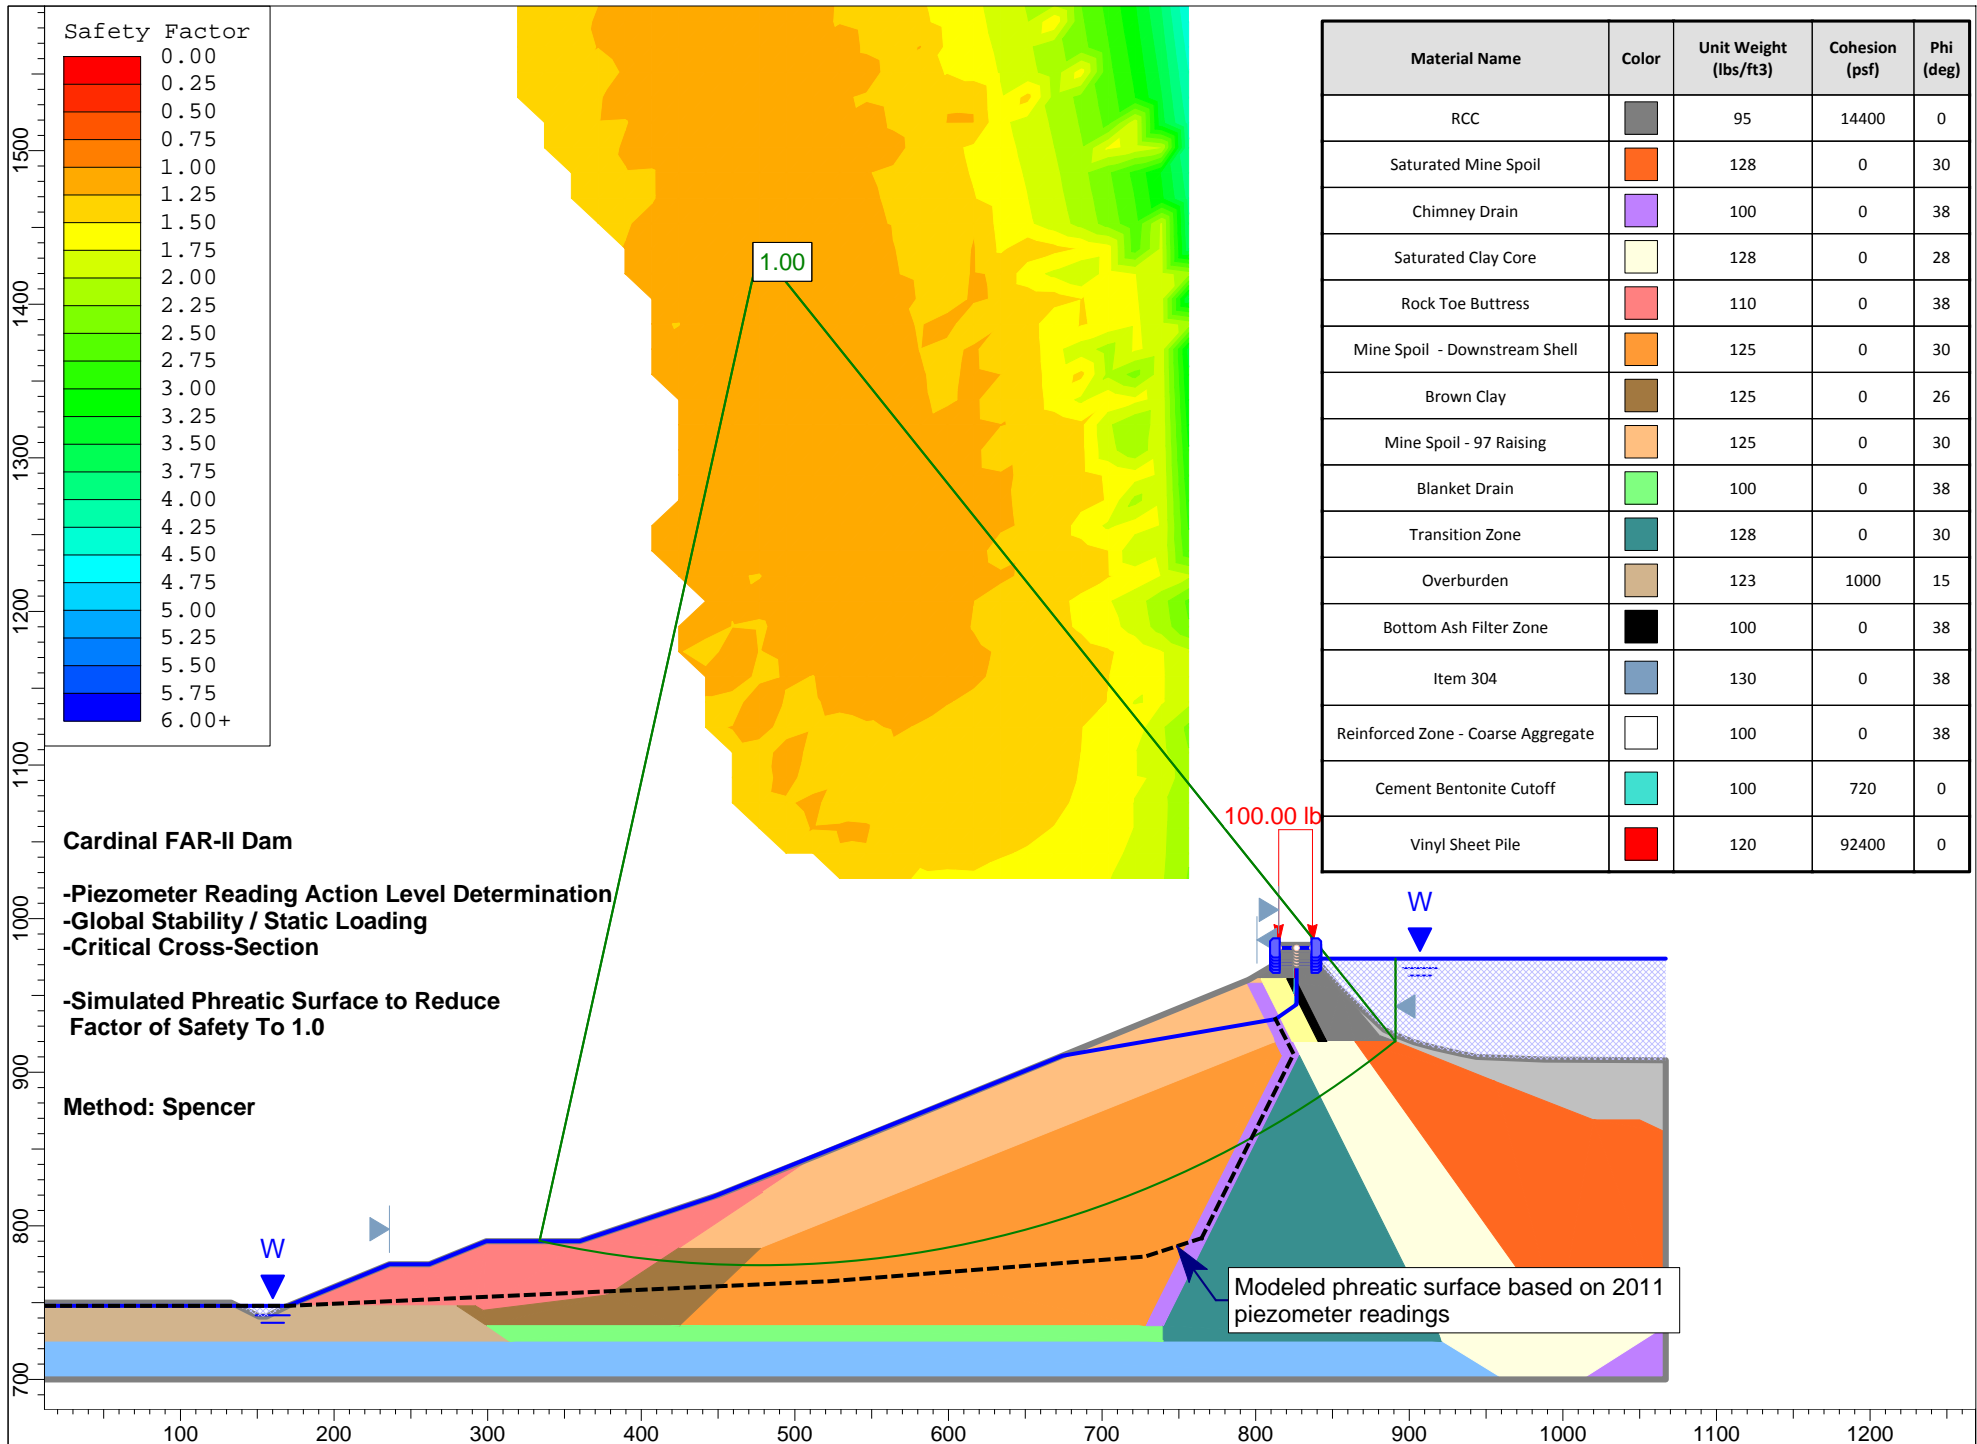 Safety Factor
0.00
0.25
0.50
0.75
1.00
1.25
1.50
1.75
2.00
2.25
2.50
2.75
3.00
3.25
3.50
3.75
4.00
4.25
4.50
4.75
5.00
5.25
5.50
5.75
6.00+
Material Name Color Unit Weight (lbs/ft3) Cohesion (psf) Phi (deg)
RCC 95 14400 0
Saturated Mine Spoil 128 0 30
Chimney Drain 100 0 38
Saturated Clay Core 128 0 28
Rock Toe Buttress 110 0 38
Mine Spoil - Downstream Shell 125 0 30
Brown Clay 125 0 26
Mine Spoil - 97 Raising 125 0 30
Blanket Drain 100 0 38
Transition Zone 128 0 30
Overburden 123 1000 15
Bottom Ash Filter Zone 100 0 38
Item 304 130 0 38
Reinforced Zone - Coarse Aggregate 100 0 38
Cement Bentonite Cutoff 100 720 0
Vinyl Sheet Pile 120 92400 0
1.00
100.00 lb
Cardinal FAR-II Dam
-Piezometer Reading Action Level Determination
-Global Stability / Static Loading
-Critical Cross-Section
-Simulated Phreatic Surface to Reduce
Factor of Safety To 1.0
Method: Spencer
W
W
Modeled phreatic surface based on 2011
piezometer readings
1500
1400
1300
1200
1100
1000
900
800
700
100 200 300 400 500 600 700 800 900 1000 1100 1200